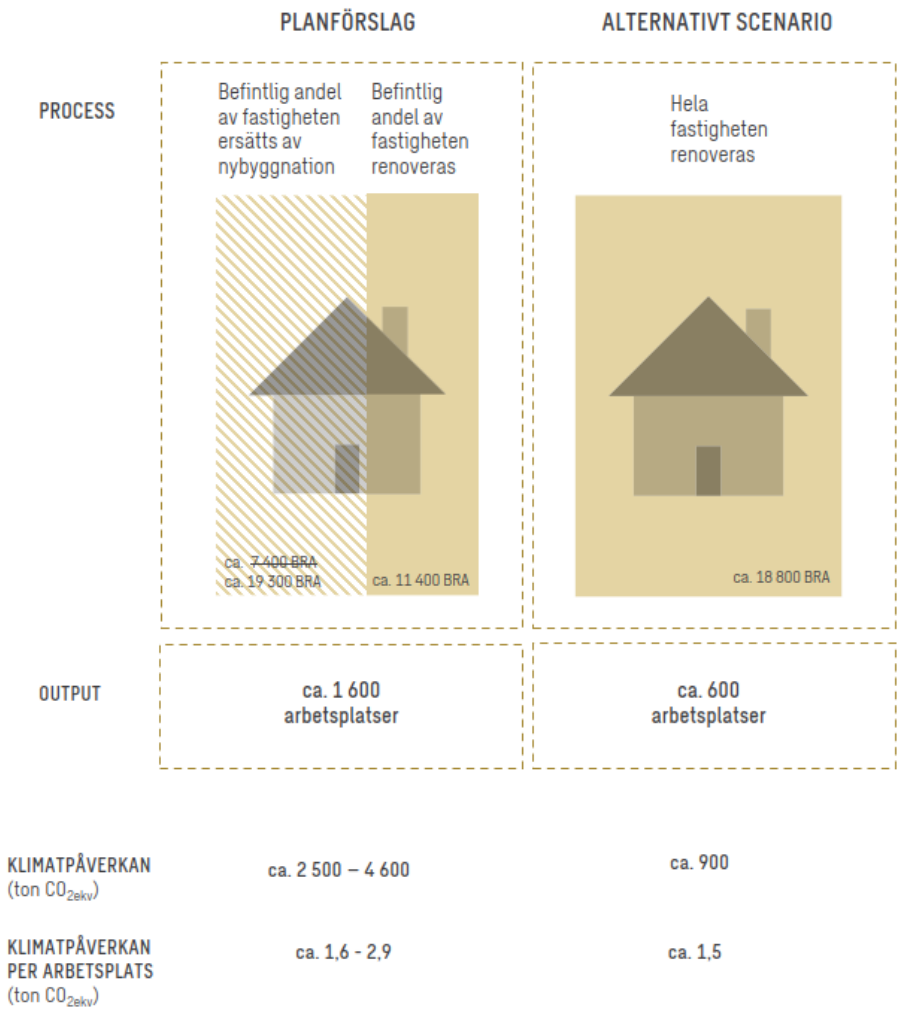 PLANFÖRSLAG
ALTERNATIVT SCENARIO
PROCESS
Befintlig andel
av fastigheten
ersätts av
nybyggnation
Befintlig
andel av
fastigheten
renoveras
Hela
fastigheten
renoveras
ca. 7 400 BRA
ca. 19 300 BRA
ca. 11 400 BRA
ca. 18 800 BRA
OUTPUT
ca. 1 600
arbetsplatser
ca. 600
arbetsplatser
KLIMATPÅVERKAN
(ton CO2ekv)
ca. 2 500 – 4 600
ca. 900
KLIMATPÅVERKAN
PER ARBETSPLATS
(ton CO2ekv)
ca. 1,6 - 2,9
ca. 1,5